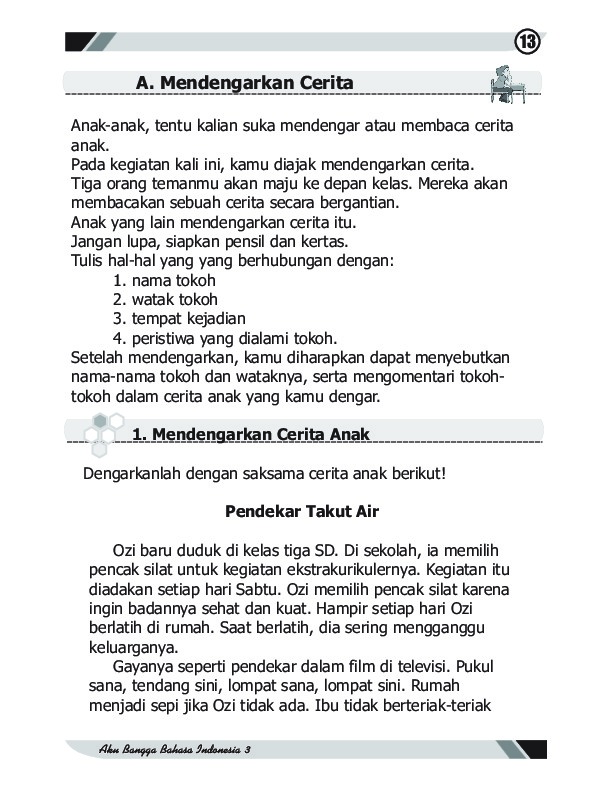 13
A. Mendengarkan Cerita
Anak-anak, tentu kalian suka mendengar atau membaca cerita
anak.
Pada kegiatan kali ini, kamu diajak mendengarkan cerita.
Tiga orang temanmu akan maju ke depan kelas. Mereka akan
membacakan sebuah cerita secara bergantian.
Anak yang lain mendengarkan cerita itu.
Jangan lupa, siapkan pensil dan kertas.
Tulis hal-hal yang yang berhubungan dengan:
1. nama tokoh
2. watak tokoh
3. tempat kejadian
4. peristiwa yang dialami tokoh.
Setelah mendengarkan, kamu diharapkan dapat menyebutkan
nama-nama tokoh dan wataknya, serta mengomentari tokoh-
tokoh dalam cerita anak yang kamu dengar.
1. Mendengarkan Cerita Anak
Dengarkanlah dengan saksama cerita anak berikut!
Pendekar Takut Air
Ozi baru duduk di kelas tiga SD. Di sekolah, ia memilih
pencak silat untuk kegiatan ekstrakurikulernya. Kegiatan itu
diadakan setiap hari Sabtu. Ozi memilih pencak silat karena
ingin badannya sehat dan kuat. Hampir setiap hari Ozi
berlatih di rumah. Saat berlatih, dia sering mengganggu
keluarganya.
Gayanya seperti pendekar dalam film di televisi. Pukul
sana, tendang sini, lompat sana, lompat sini. Rumah
menjadi sepi jika Ozi tidak ada. Ibu tidak berteriak-teriak
Aku Bangga Bahasa Indonesia 3